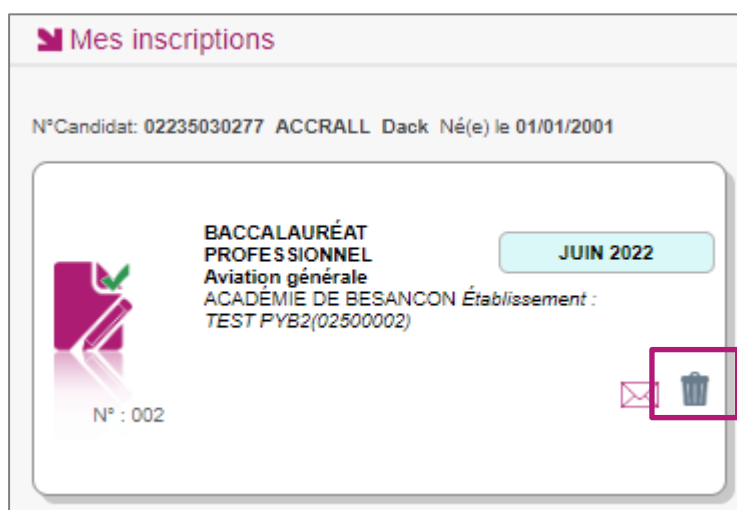 Mes inscriptions
N°Candidat: 02235030277 ACCRALL Dack Né(e) le 01/01/2001
BACCALAURÉAT
PROFESSIONNEL
JUIN 2022
Aviation générale
ACADÉMIE DE BESANCON Établissement :
TEST PYB2(02500002)
N° : 002